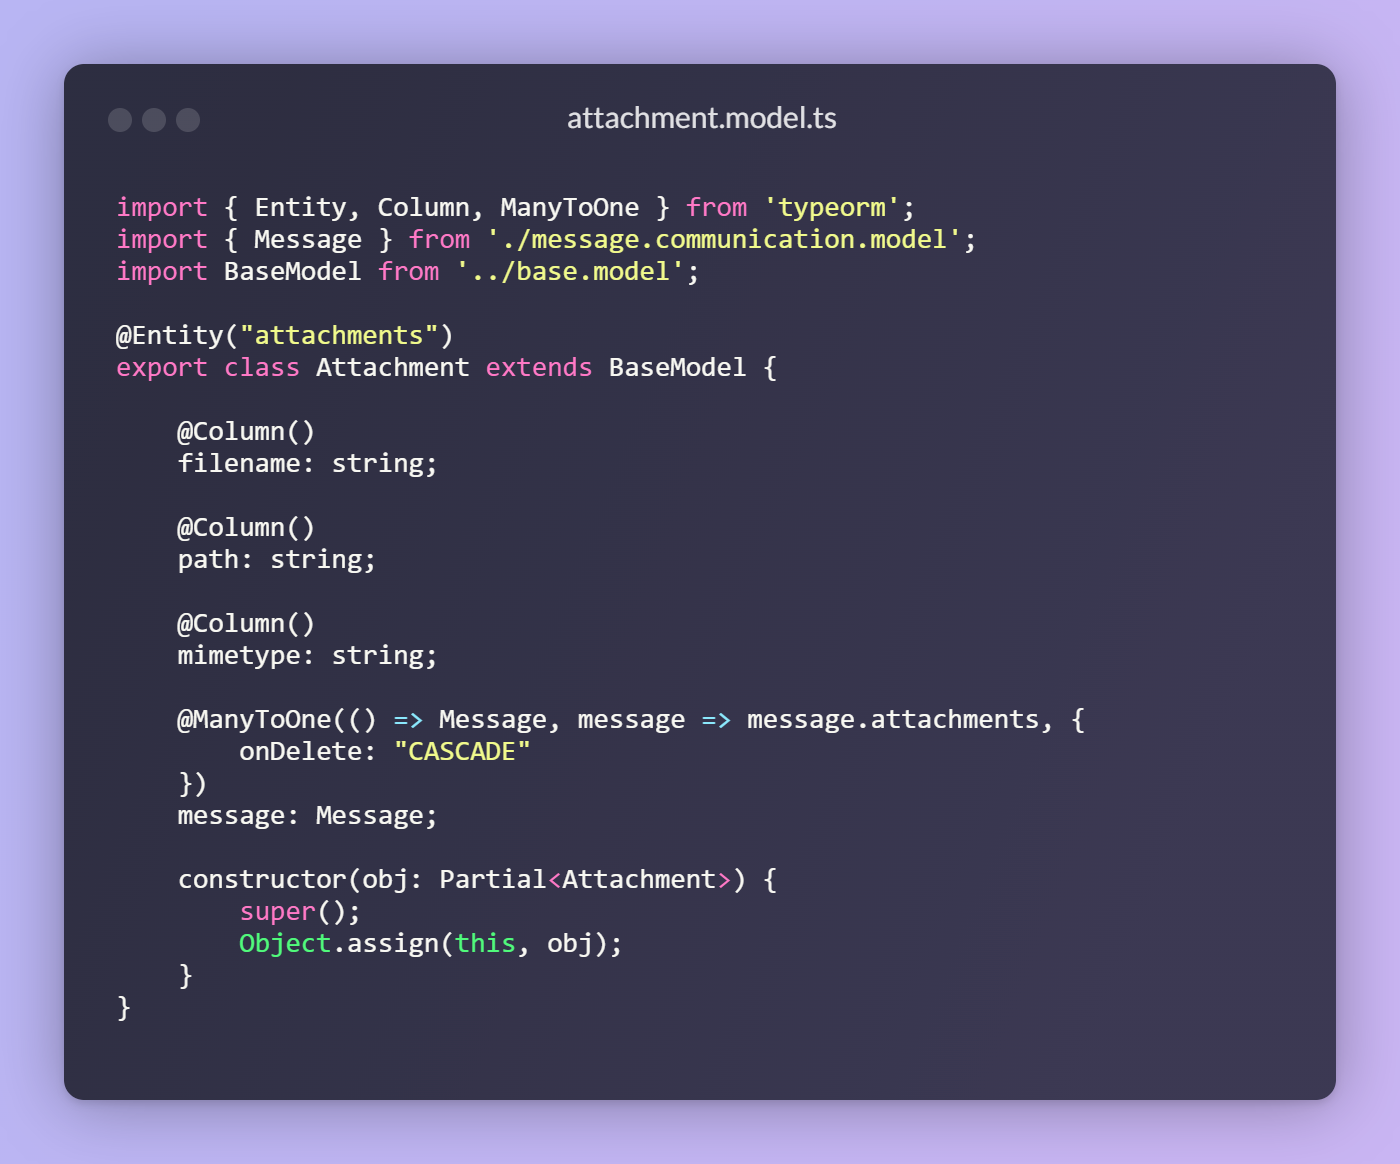 attachment.model.ts
import { Entity, Column, ManyToOne } from 'typeorm';
import { Message } from './message.communication.model';
import BaseModel from '../base.model';
@Entity("attachments")
export class Attachment extends BaseModel {
    @Column()
    filename: string;
    @Column()
    path: string;
    @Column()
    mimetype: string;
    @ManyToOne(() => Message, message => message.attachments, {
        onDelete: "CASCADE"
    })
    message: Message;
    constructor(obj: Partial<Attachment>) {
        super();
        Object.assign(this, obj);
    }
}